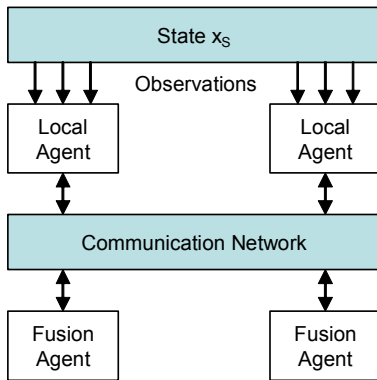 State xS
Observations
Local
Agent
Local
Agent
Communication Network
Fusion
Agent
Fusion
Agent